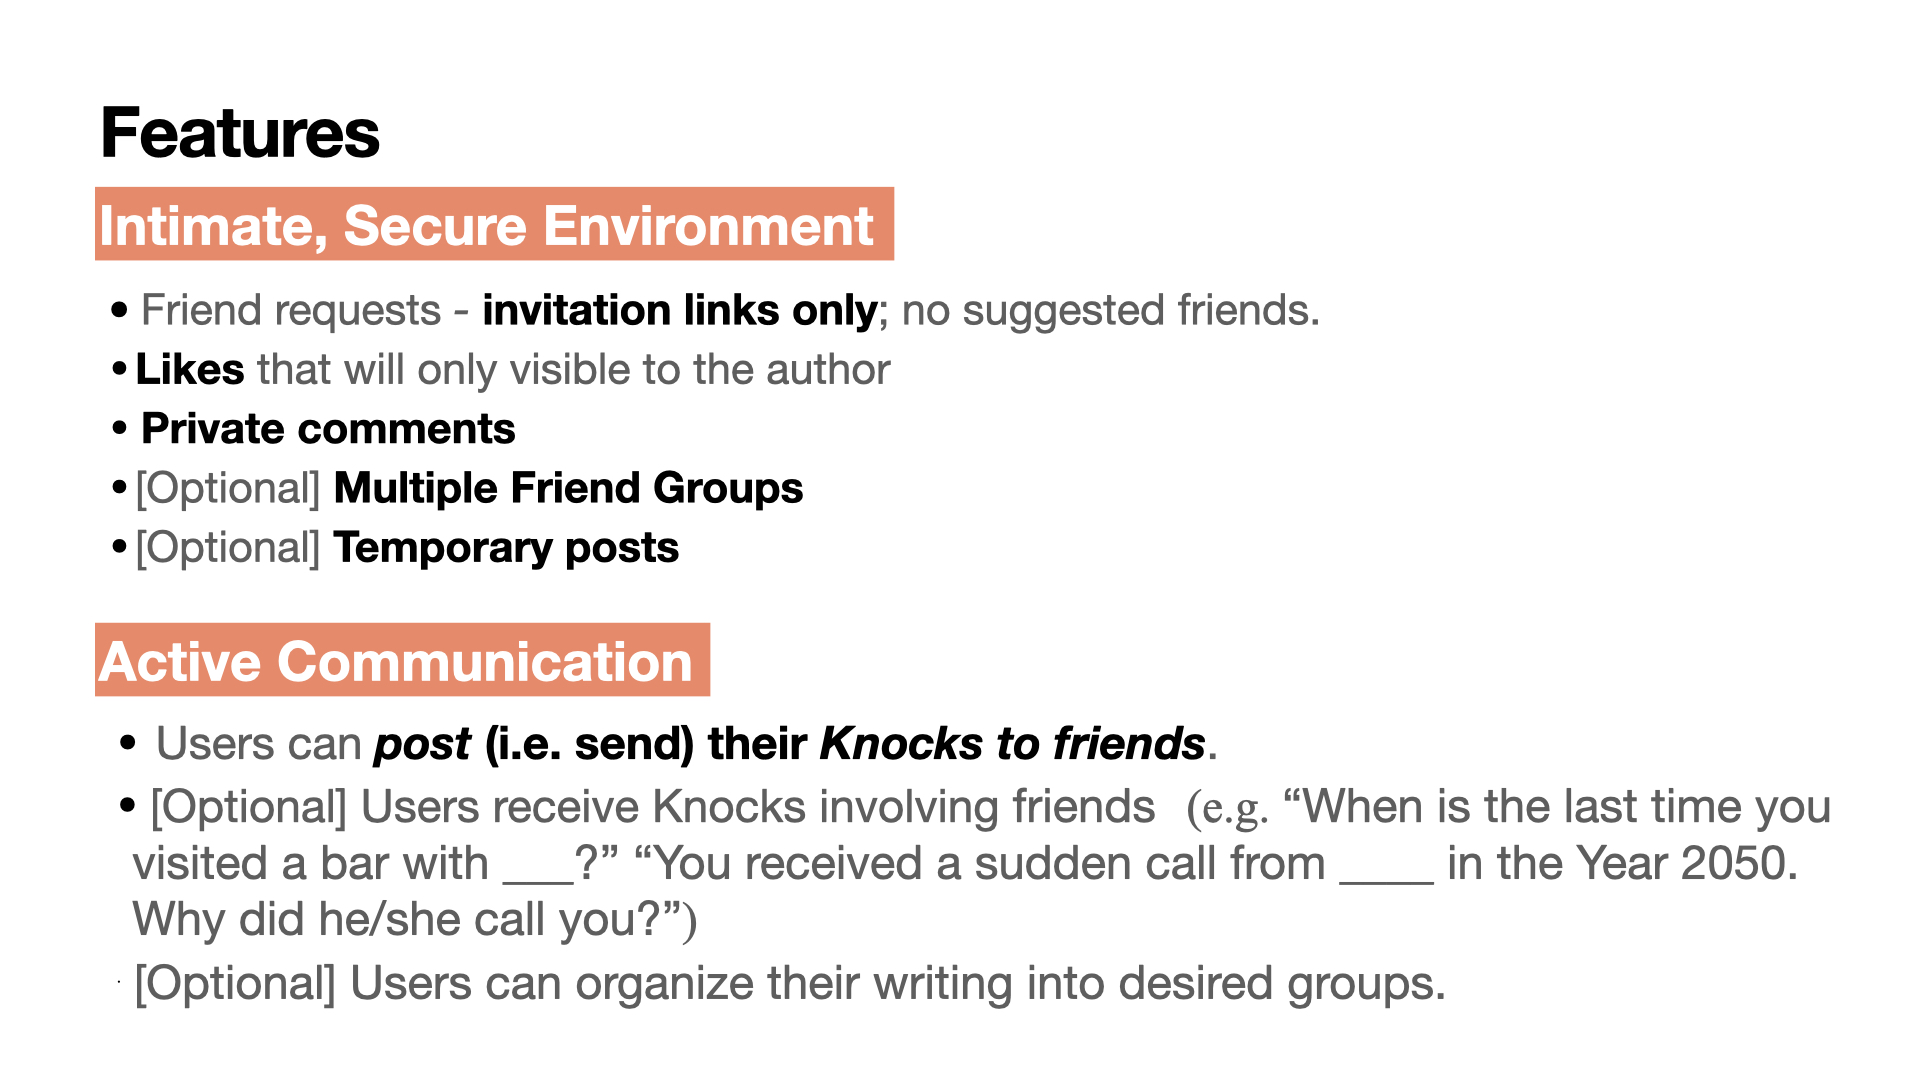 Features
Intimate, Secure Environment
• Friend requests - invitation links only; no suggested friends.
• Likes that will only visible to the author
• Private comments
• [Optional] Multiple Friend Groups
• [Optional] Temporary posts
Active Communication
• Users can post (i.e. send) their Knocks to friends.
• [Optional] Users receive Knocks involving friends (e.g. “When is the last time you
visited a bar with ___?” “You received a sudden call from ____ in the Year 2050.
Why did he/she call you?”)
· [Optional] Users can organize their writing into desired groups.